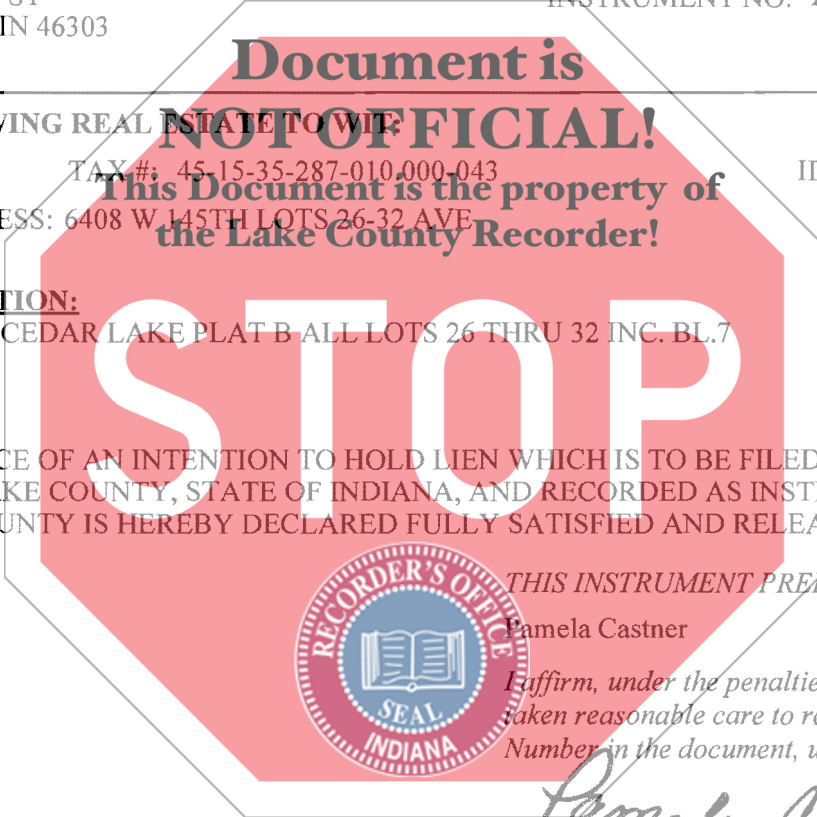 INSTRUMENT NO.
IN 46303
Document is
NOT OFFICIAL!
VING REAL ESTATE TO WIT:
TAX #: 45-15-35-287-010.000-043 ID
This Document is the property of
ESS: 6408 W 145TH LOTS 26-32 AVE
the Lake County Recorder!
TION:
CEDAR LAKE PLAT B ALL LOTS 26 THRU 32 INC. BL.7
STOP
CE OF AN INTENTION TO HOLD LIEN WHICH IS TO BE FILED
KE COUNTY, STATE OF INDIANA, AND RECORDED AS INST
UNTY IS HEREBY DECLARED FULLY SATISFIED AND RELEA
RECORDER'S OFFICE
SEAL
INDIANA
THIS INSTRUMENT PREP
Pamela Castner
I affirm, under the penaltie
taken reasonable care to re
Number in the document, u